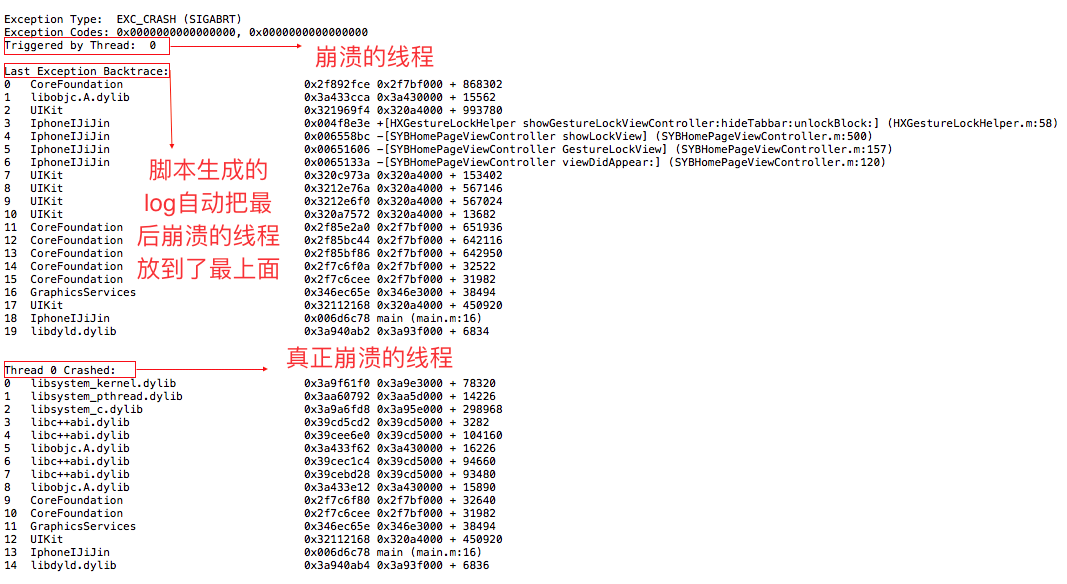 Exception Type:  EXC_CRASH (SIGABRT)
Exception Codes: 0x0000000000000000, 0x0000000000000000
Triggered by Thread:  0
崩溃的线程
Last Exception Backtrace:
0   CoreFoundation                0x2f892fce 0x2f7bf000 + 868302
1   libobjc.A.dylib               0x3a433cca 0x3a430000 + 15562
2   UIKit                         0x321969f4 0x320a4000 + 993780
3   IphoneIJiJin                  0x004f8e3e +[HXGestureLockHelper showGestureLockViewController:hideTabbar:unlockBlock:] (HXGestureLockHelper.m:58)
4   IphoneIJiJin                  0x006558bc -[SYBHomePageViewController showLockView] (SYBHomePageViewController.m:500)
5   IphoneIJiJin                  0x00651606 -[SYBHomePageViewController GestureLockView] (SYBHomePageViewController.m:157)
6   IphoneIJiJin                  0x0065133a -[SYBHomePageViewController viewDidAppear:] (SYBHomePageViewController.m:120)
7   UIKit                         0x320c973a 0x320a4000 + 153402
8   UIKit                         0x3212e76a 0x320a4000 + 567146
9   UIKit                         0x3212e6f0 0x320a4000 + 567024
10  UIKit                         0x320a7572 0x320a4000 + 13682
11  CoreFoundation                0x2f85e2a0 0x2f7bf000 + 651936
12  CoreFoundation                0x2f85bc44 0x2f7bf000 + 642116
13  CoreFoundation                0x2f85bf86 0x2f7bf000 + 642950
14  CoreFoundation                0x2f7c6f0a 0x2f7bf000 + 32522
15  CoreFoundation                0x2f7c6cee 0x2f7bf000 + 31982
16  GraphicsServices              0x346ec65e 0x346e3000 + 38494
17  UIKit                         0x32112168 0x320a4000 + 450920
18  IphoneIJiJin                  0x006d6c78 main (main.m:16)
19  libdyld.dylib                 0x3a940ab2 0x3a93f000 + 6834
脚本生成的
log自动把最
后崩溃的线程
放到了最上面
真正崩溃的线程
Thread 0 Crashed:
0   libsystem_kernel.dylib        0x3a9f61f0 0x3a9e3000 + 78320
1   libsystem_pthread.dylib       0x3aa60792 0x3aa5d000 + 14226
2   libsystem_c.dylib             0x3a9a6fd8 0x3a95e000 + 298968
3   libc++abi.dylib               0x39cd5cd2 0x39cd5000 + 3282
4   libc++abi.dylib               0x39cee6e0 0x39cd5000 + 104160
5   libobjc.A.dylib               0x3a433f62 0x3a430000 + 16226
6   libc++abi.dylib               0x39cec1c4 0x39cd5000 + 94660
7   libc++abi.dylib               0x39cebd28 0x39cd5000 + 93480
8   libobjc.A.dylib               0x3a433e12 0x3a430000 + 15890
9   CoreFoundation                0x2f7c6f80 0x2f7bf000 + 32640
10  CoreFoundation                0x2f7c6cee 0x2f7bf000 + 31982
11  GraphicsServices              0x346ec65e 0x346e3000 + 38494
12  UIKit                         0x32112168 0x320a4000 + 450920
13  IphoneIJiJin                  0x006d6c78 main (main.m:16)
14  libdyld.dylib                 0x3a940ab4 0x3a93f000 + 6836